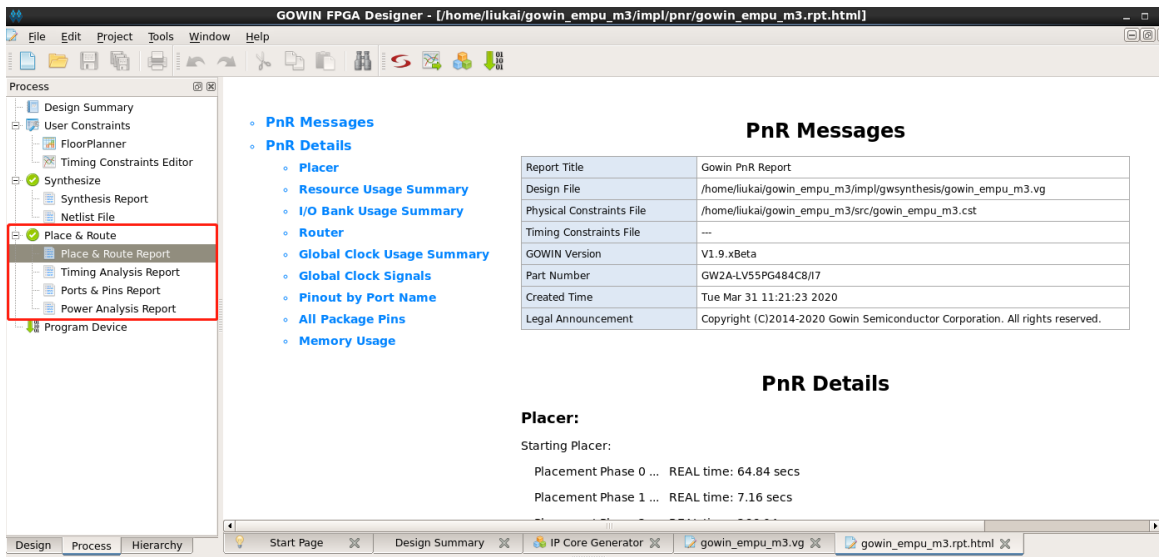 GOWIN FPGA Designer - [/home/liukai/gowin_empu_m3/impl/pnr/gowin_empu_m3.rpt.html]
File Edit Project Tools Window Help
Process
Design Summary
User Constraints
FloorPlanner
Timing Constraints Editor
Synthesize
Synthesis Report
Netlist File
Place & Route
Place & Route Report
Timing Analysis Report
Ports & Pins Report
Power Analysis Report
Program Device
Design Process Hierarchy
PnR Messages
PnR Details
Placer
Resource Usage Summary
I/O Bank Usage Summary
Router
Global Clock Usage Summary
Global Clock Signals
Pinout by Port Name
All Package Pins
Memory Usage
PnR Messages
Report Title Gowin PnR Report
Design File /home/liukai/gowin_empu_m3/impl/gwsynthesis/gowin_empu_m3.vg
Physical Constraints File /home/liukai/gowin_empu_m3/src/gowin_empu_m3.cst
Timing Constraints File ---
GOWIN Version V1.9.xBeta
Part Number GW2A-LV55PG484C8/I7
Created Time Tue Mar 31 11:21:23 2020
Legal Announcement Copyright (C)2014-2020 Gowin Semiconductor Corporation. All rights reserved.
PnR Details
Placer:
Starting Placer:
Placement Phase 0 ... REAL time: 64.84 secs
Placement Phase 1 ... REAL time: 7.16 secs
Start Page Design Summary IP Core Generator gowin_empu_m3.vg gowin_empu_m3.rpt.html